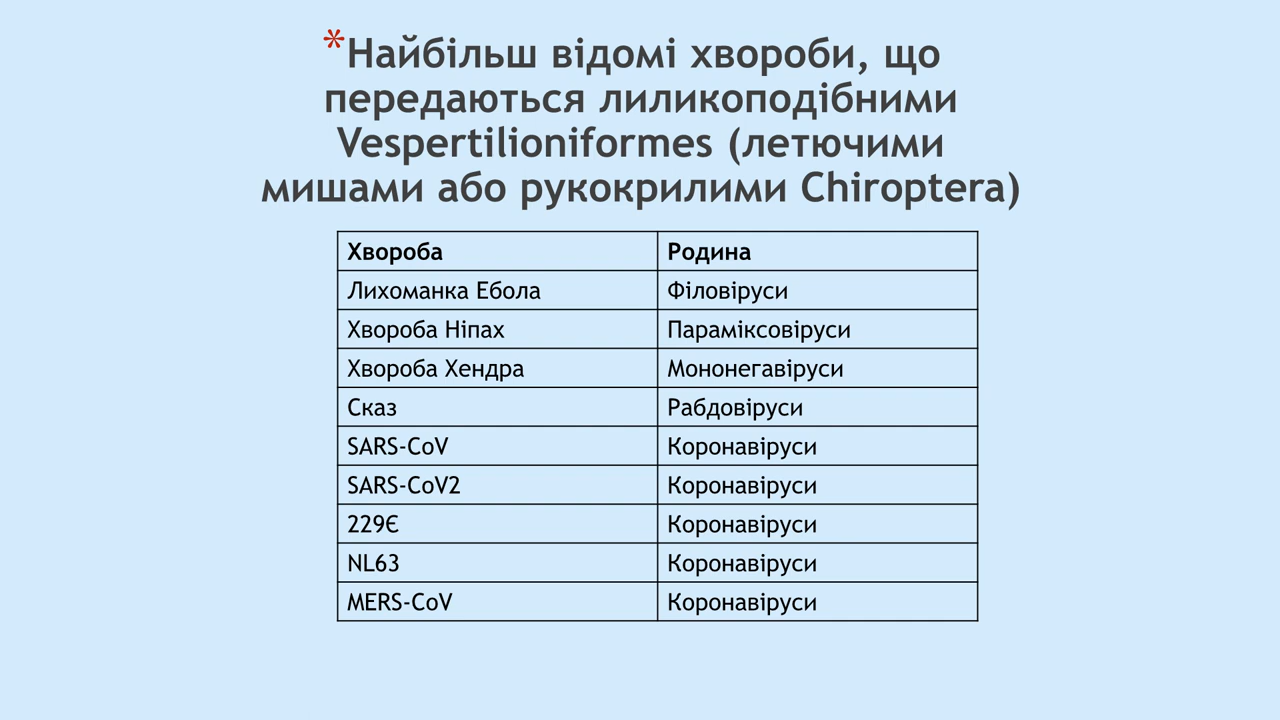 *Найбільш відомі хвороби, що
передаються лиликоподібними
Vespertilioniformes (летючими
мишами або рукокрилими Chiroptera)
Хвороба Родина
Лихоманка Ебола Філовіруси
Хвороба Ніпах Параміксовіруси
Хвороба Хендра Мононегавіруси
Сказ Рабдовіруси
SARS-CoV Коронавіруси
SARS-CoV2 Коронавіруси
229Є Коронавіруси
NL63 Коронавіруси
MERS-CoV Коронавіруси